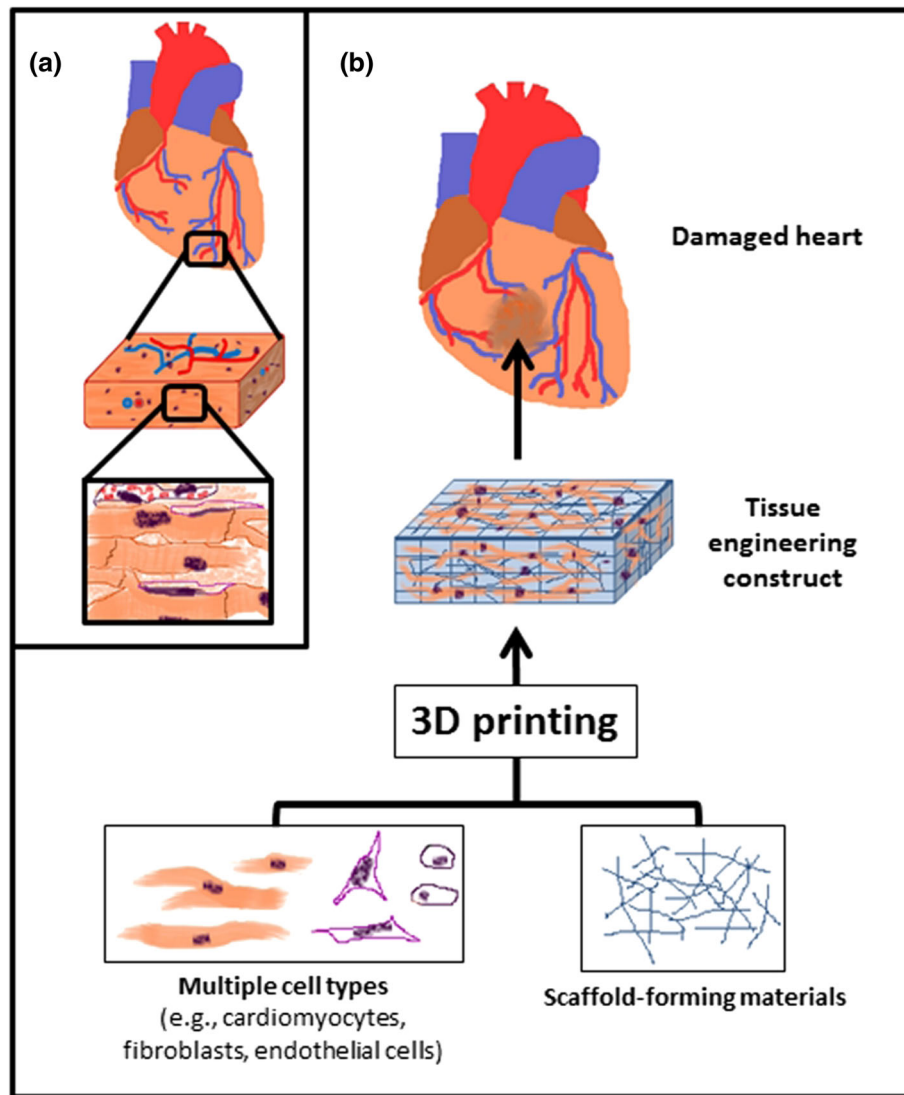 (a)
(b)
Damaged heart
Tissue
engineering
construct
3D printing
Multiple cell types
(e.g., cardiomyocytes,
fibroblasts, endothelial cells)
Scaffold-forming materials